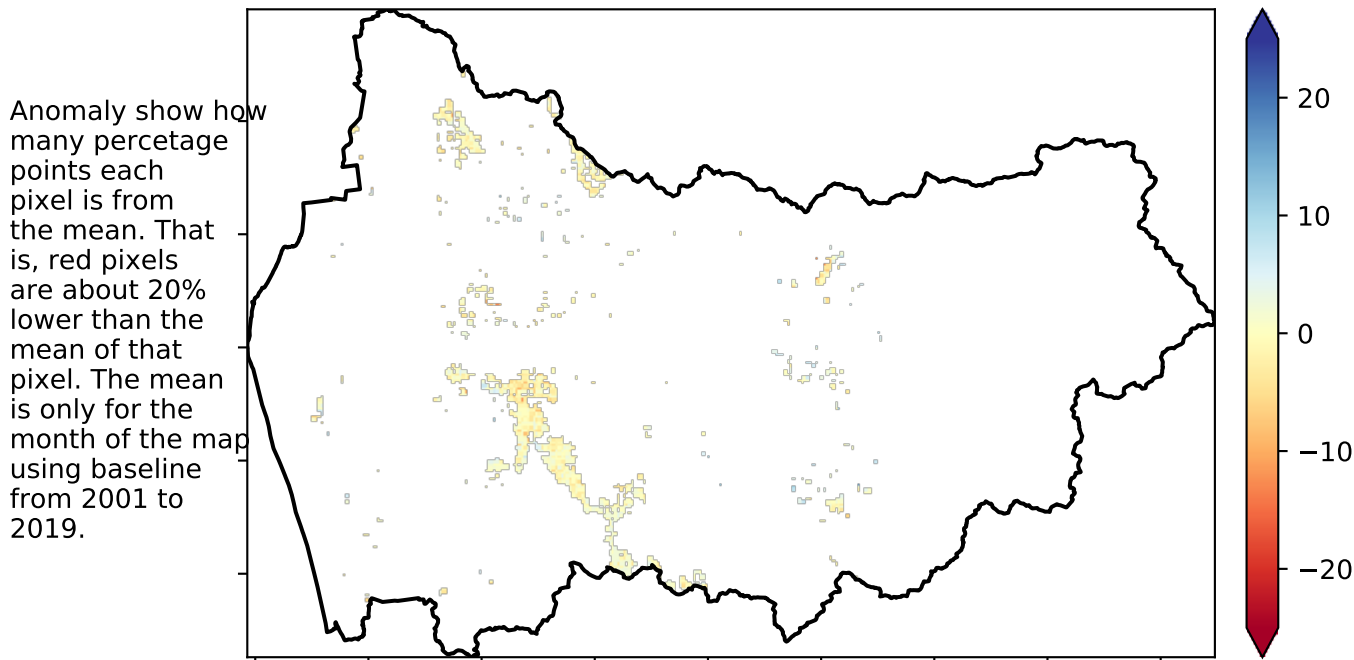 Anomaly show how
many percetage
points each
pixel is from
the mean. That
is, red pixels
are about 20%
lower than the
mean of that
pixel. The mean
is only for the
month of the map
using baseline
from 2001 to
2019.
20
10
0
−10
−20